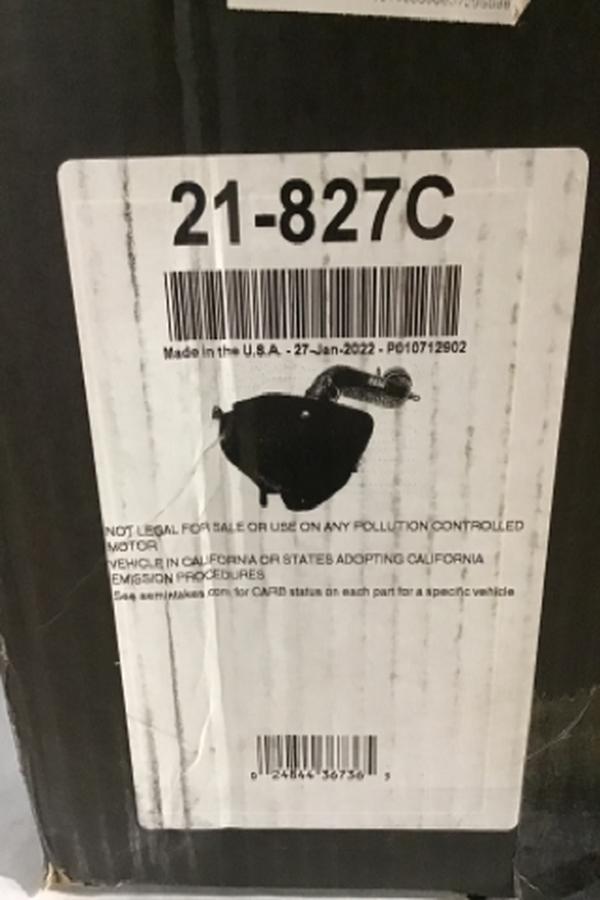 21-827C
Made in the U.S.A. - 27-Jan-2022 - P010712902
NOT LEGAL FOR SALE OR USE ON ANY POLLUTION CONTROLLED
MOTOR
VEHICLE IN CALIFORNIA OR STATES ADOPTING CALIFORNIA
EMISSION PROCEDURES
See aemintakes.com for CARB status on each part for a specific vehicle
0 24844 36736 9